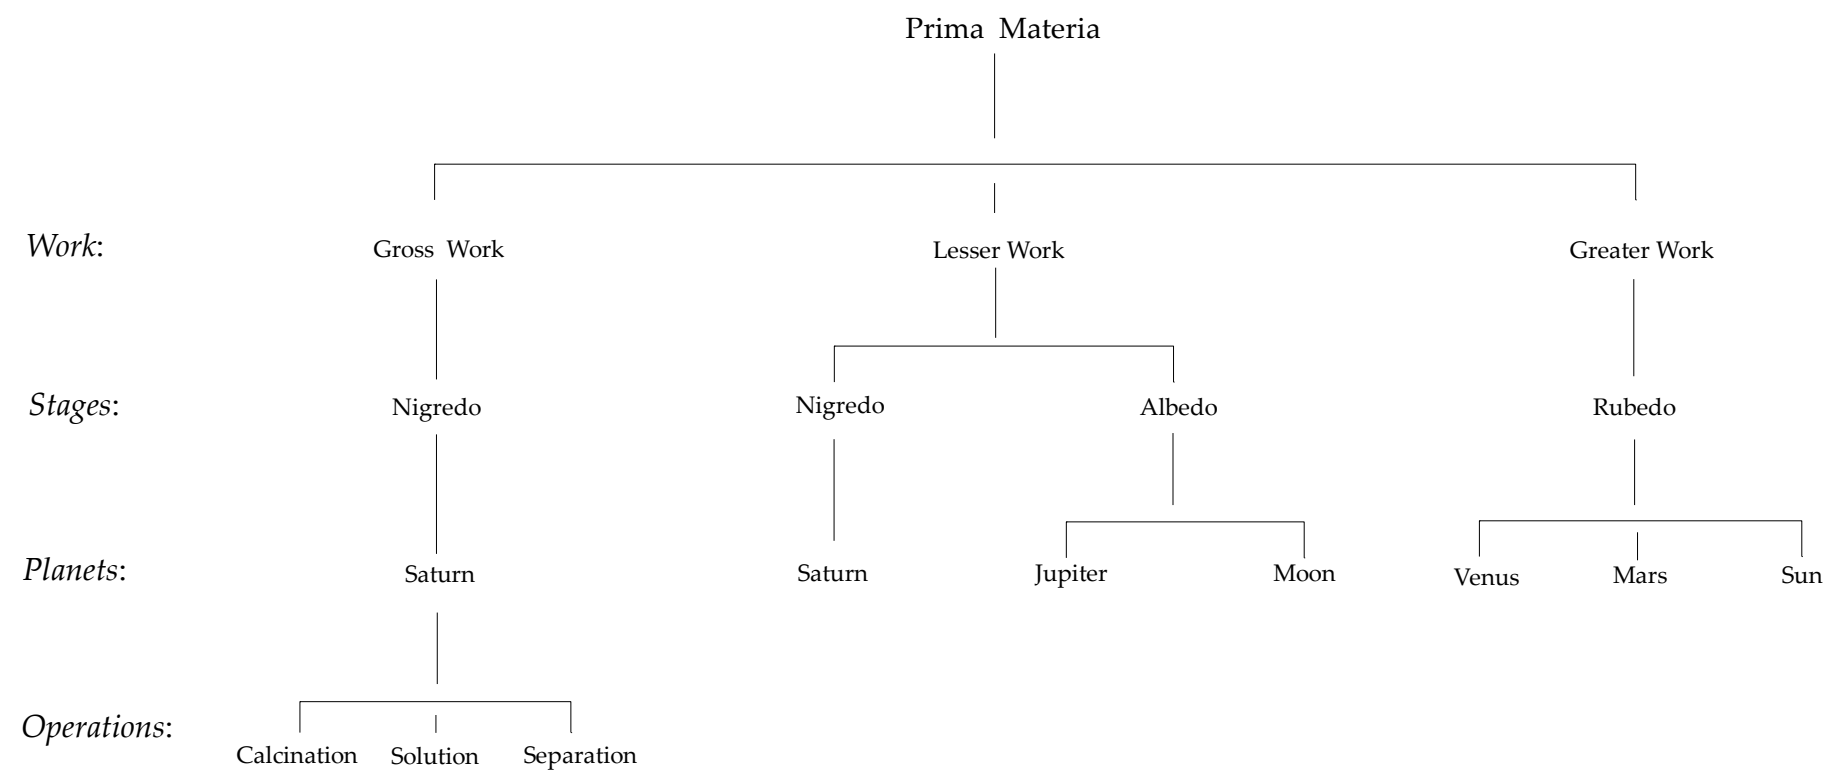 Prima Materia
Work: Gross Work Lesser Work Greater Work
Stages: Nigredo Nigredo Albedo Rubedo
Planets: Saturn Saturn Jupiter Moon Venus Mars Sun
Operations: Calcination Solution Separation